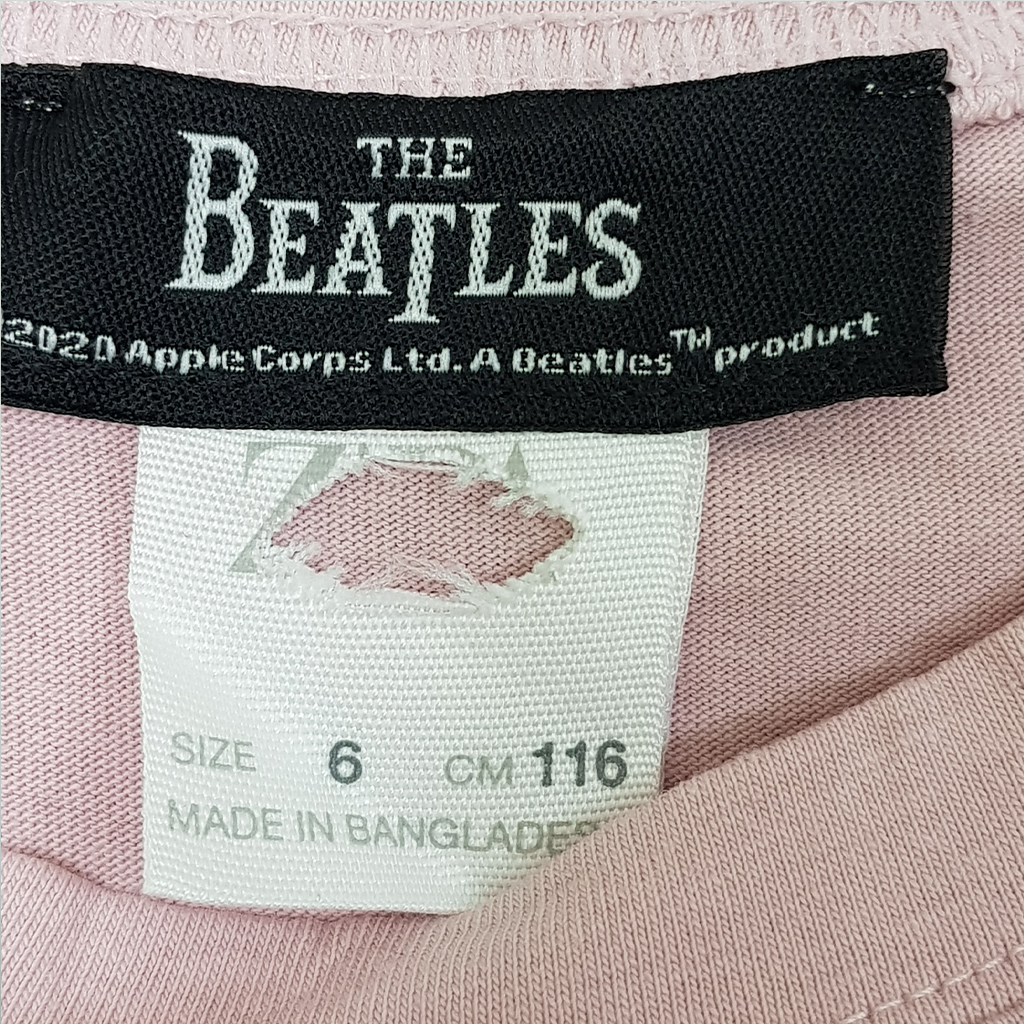 THE
BEATLES
2020 Apple Corps Ltd. A Beatles™ product
SIZE 6 CM 116
MADE IN BANGLADES